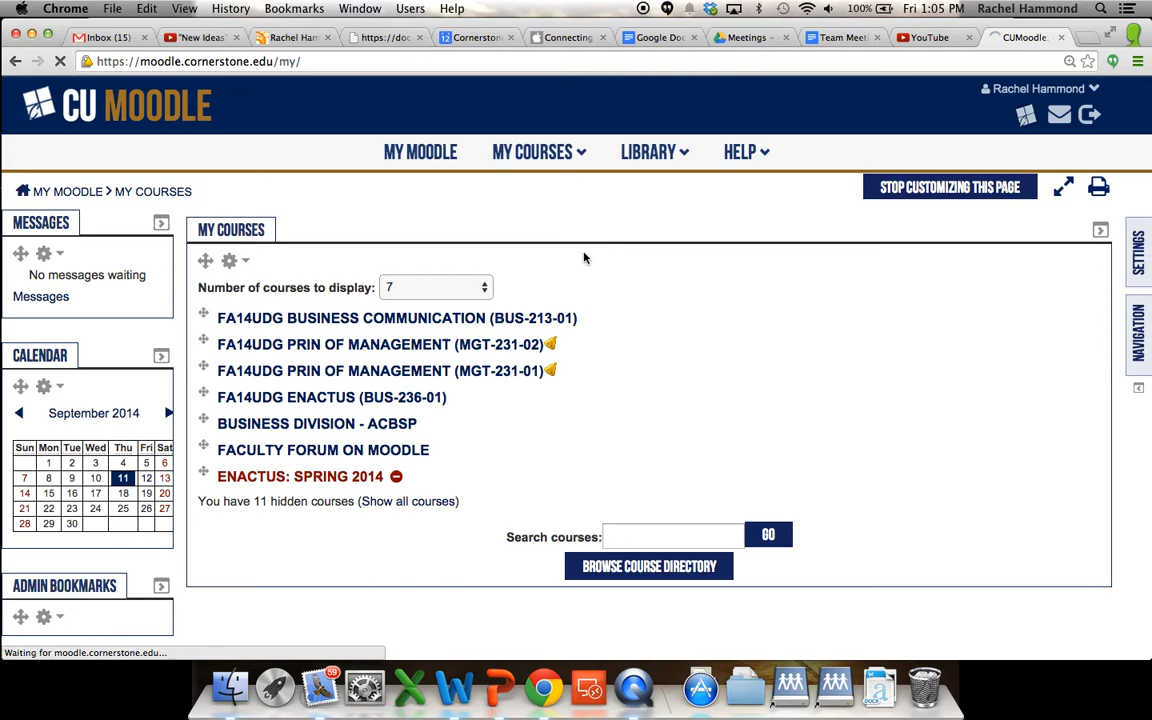 Chrome File Edit View History Bookmarks Window Users Help 100% Fri 1:05 PM Rachel Hammond
Inbox (15) "New Ideas" Rachel Ham https://doc Cornerston Connecting Google Doc Meetings - Team Meeti YouTube CUMoodle:
https://moodle.cornerstone.edu/my/
CU MOODLE
Rachel Hammond
MY MOODLE MY COURSES LIBRARY HELP
MY MOODLE > MY COURSES
STOP CUSTOMIZING THIS PAGE
MESSAGES
No messages waiting
Messages
CALENDAR
September 2014
Sun Mon Tue Wed Thu Fri Sat
1 2 3 4 5 6
7 8 9 10 11 12 13
14 15 16 17 18 19 20
21 22 23 24 25 26 27
28 29 30
ADMIN BOOKMARKS
MY COURSES
Number of courses to display: 7
FA14UDG BUSINESS COMMUNICATION (BUS-213-01)
FA14UDG PRIN OF MANAGEMENT (MGT-231-02)
FA14UDG PRIN OF MANAGEMENT (MGT-231-01)
FA14UDG ENACTUS (BUS-236-01)
BUSINESS DIVISION - ACBSP
FACULTY FORUM ON MOODLE
ENACTUS: SPRING 2014
You have 11 hidden courses (Show all courses)
Search courses: GO
BROWSE COURSE DIRECTORY
SETTINGS
NAVIGATION
Waiting for moodle.cornerstone.edu...
59
DOCX